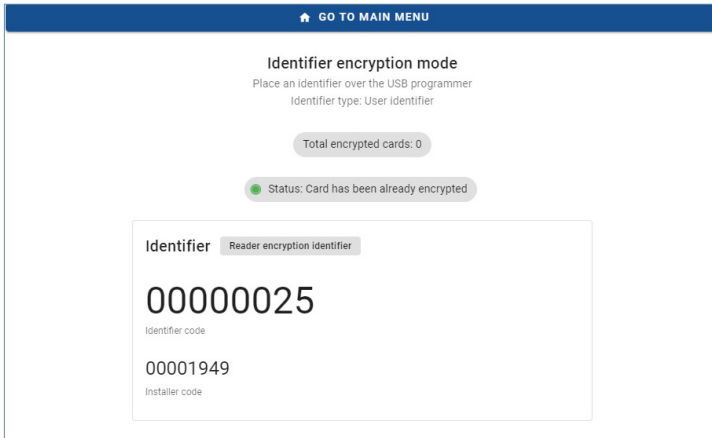 GO TO MAIN MENU
Identifier encryption mode
Place an identifier over the USB programmer
Identifier type: User identifier
Total encrypted cards: 0
Status: Card has been already encrypted
Identifier Reader encryption identifier
00000025
Identifier code
00001949
Installer code